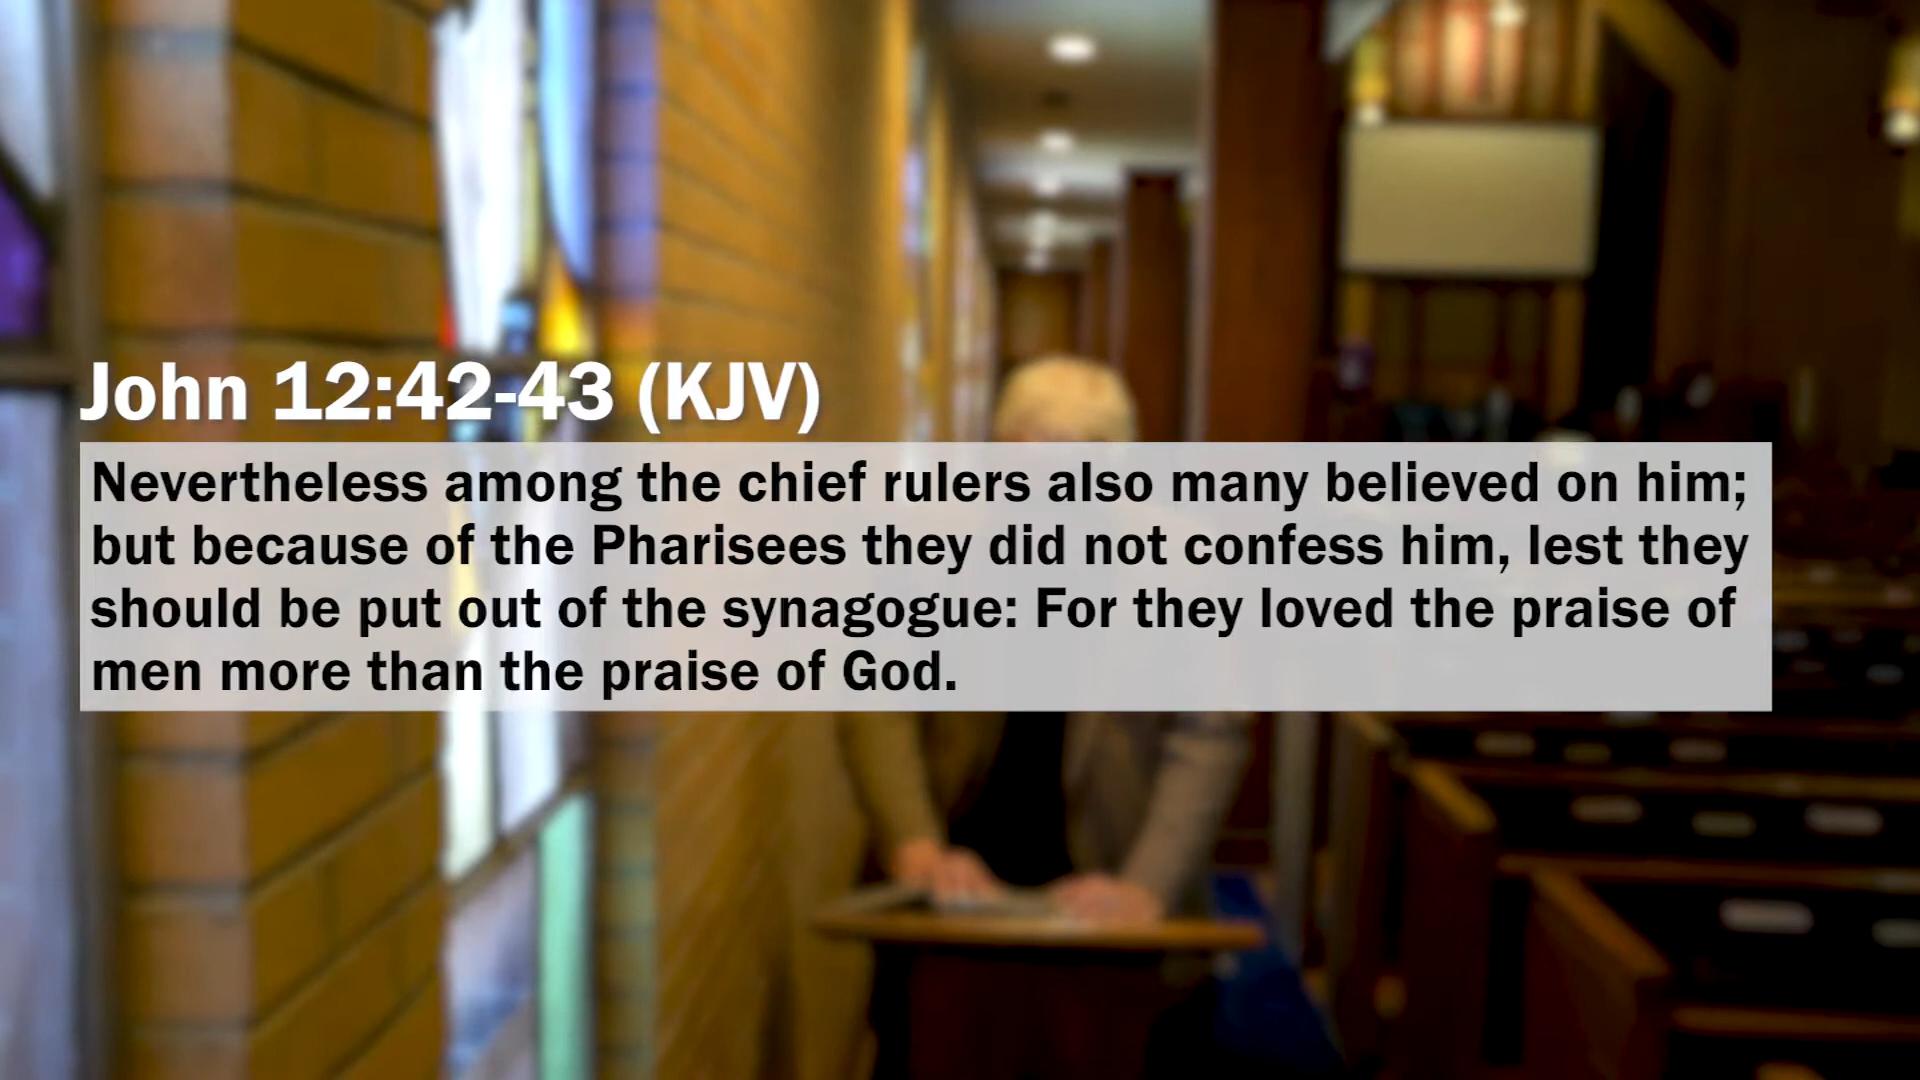 John 12:42-43 (KJV)
Nevertheless among the chief rulers also many believed on him;
but because of the Pharisees they did not confess him, lest they
should be put out of the synagogue: For they loved the praise of
men more than the praise of God.